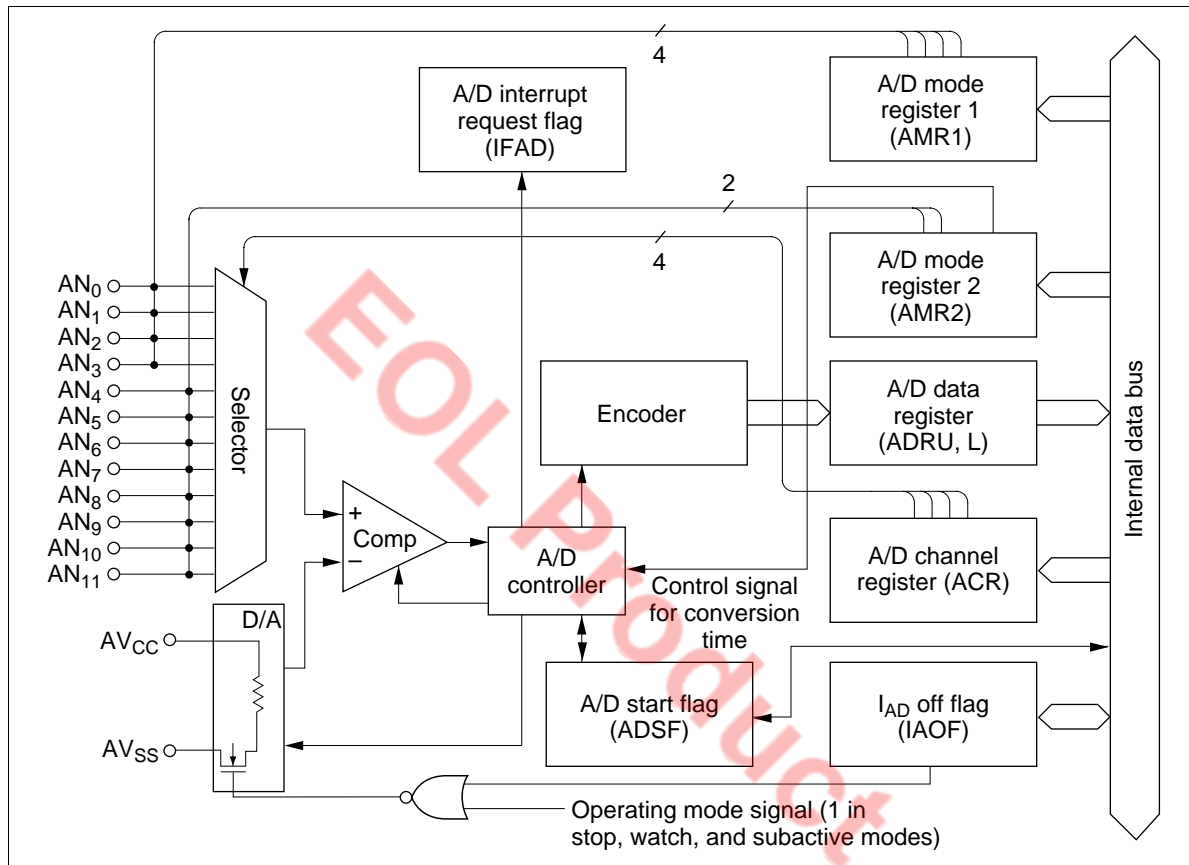 4
A/D interrupt
request flag
(IFAD)
A/D mode
register 1
(AMR1)
2
4
A/D mode
register 2
(AMR2)
AN0
AN1
AN2
AN3
AN4
AN5
AN6
AN7
AN8
AN9
AN10
AN11
Selector
Encoder
A/D data
register
(ADRU, L)
Internal data bus
+
Comp
−
A/D
controller
A/D channel
register (ACR)
Control signal
for conversion
time
D/A
AVCC
AVSS
A/D start flag
(ADSF)
IAD off flag
(IAOF)
Operating mode signal (1 in
stop, watch, and subactive modes)
EOL Product